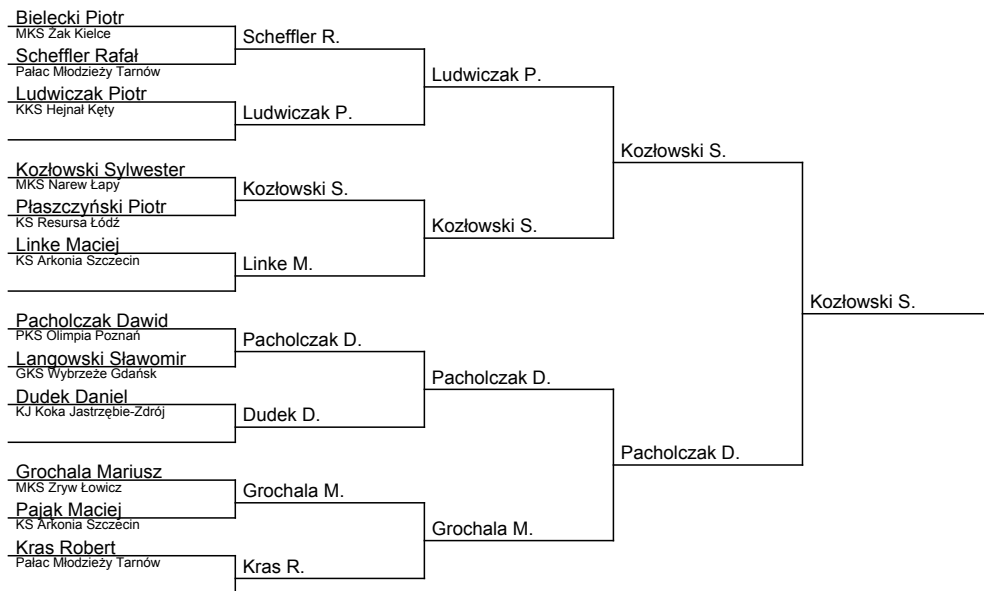 Bielecki Piotr
MKS Żak Kielce
Scheffler R.
Scheffler Rafał
Pałac Młodzieży Tarnów
Ludwiczak P.
Ludwiczak Piotr
KKS Hejnał Kęty
Ludwiczak P.
Kozłowski S.
Kozłowski Sylwester
MKS Narew Łapy
Kozłowski S.
Płaszczyński Piotr
KS Resursa Łódź
Kozłowski S.
Linke Maciej
KS Arkonia Szczecin
Linke M.
Kozłowski S.
Pacholczak Dawid
PKS Olimpia Poznań
Pacholczak D.
Langowski Sławomir
GKS Wybrzeże Gdańsk
Pacholczak D.
Dudek Daniel
KJ Koka Jastrzębie-Zdrój
Dudek D.
Pacholczak D.
Grochala Mariusz
MKS Zryw Łowicz
Grochala M.
Pająk Maciej
KS Arkonia Szczecin
Grochala M.
Kras Robert
Pałac Młodzieży Tarnów
Kras R.